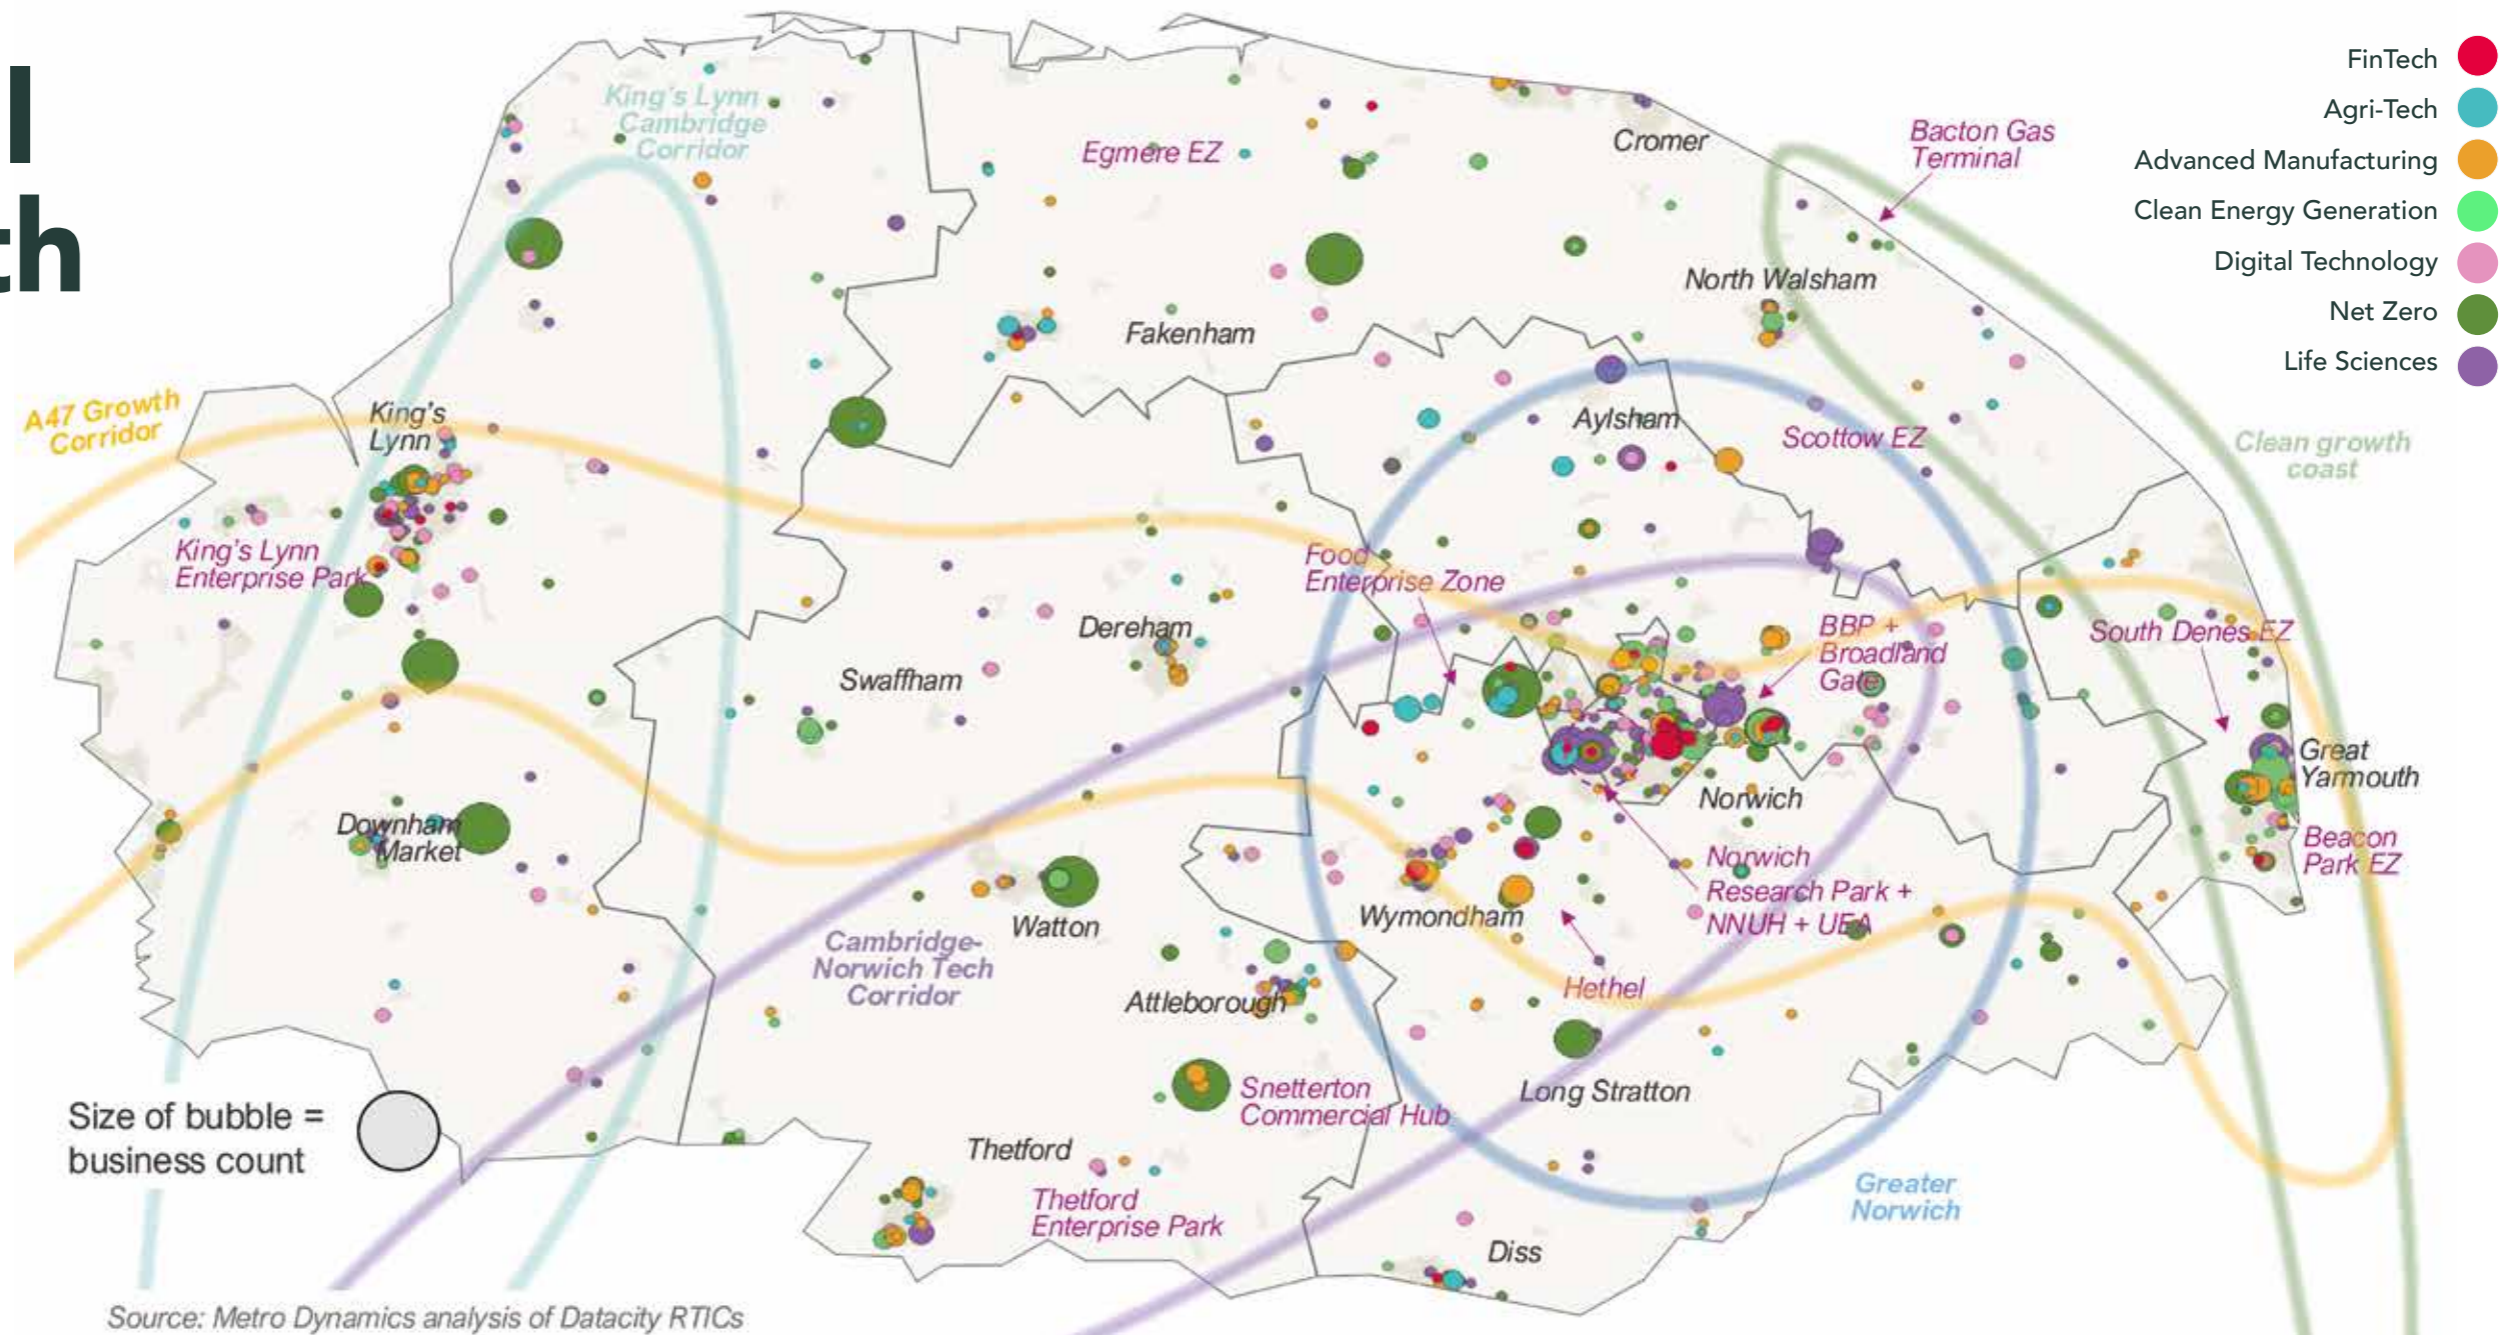 l
th
FinTech
Agri-Tech
Advanced Manufacturing
Clean Energy Generation
Digital Technology
Net Zero
Life Sciences
King's Lynn
Cambridge
Corridor
Egmere EZ
Cromer
Bacton Gas
Terminal
North Walsham
Fakenham
A47 Growth
Corridor
King's
Lynn
Aylsham
Scottow EZ
Clean growth
coast
King's Lynn
Enterprise Park
Food
Enterprise Zone
Dereham
BBP +
Broadland
Gate
South Denes EZ
Swaffham
Great
Yarmouth
Norwich
Downham
Market
Beacon
Park EZ
Norwich
Research Park +
NNUH + UEA
Wymondham
Watton
Cambridge-
Norwich Tech
Corridor
Hethel
Attleborough
Snetterton
Commercial Hub
Long Stratton
Size of bubble =
business count
Thetford
Thetford
Enterprise Park
Greater
Norwich
Diss
Source: Metro Dynamics analysis of Datacity RTICs